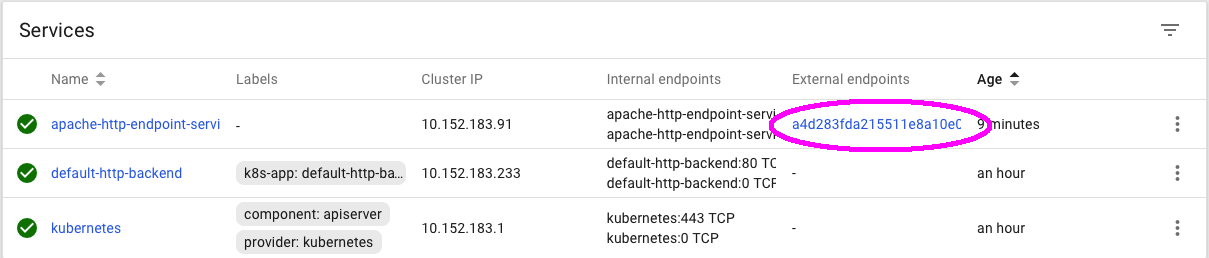 Services
Name Labels Cluster IP Internal endpoints External endpoints Age
apache-http-endpoint-servi - 10.152.183.91 apache-http-endpoint-servi a4d283fda215511e8a10e0 9 minutes
apache-http-endpoint-servi
default-http-backend k8s-app: default-http-ba... 10.152.183.233 default-http-backend:80 TC - an hour
default-http-backend:0 TCP
kubernetes component: apiserver 10.152.183.1 kubernetes:443 TCP - an hour
provider: kubernetes kubernetes:0 TCP